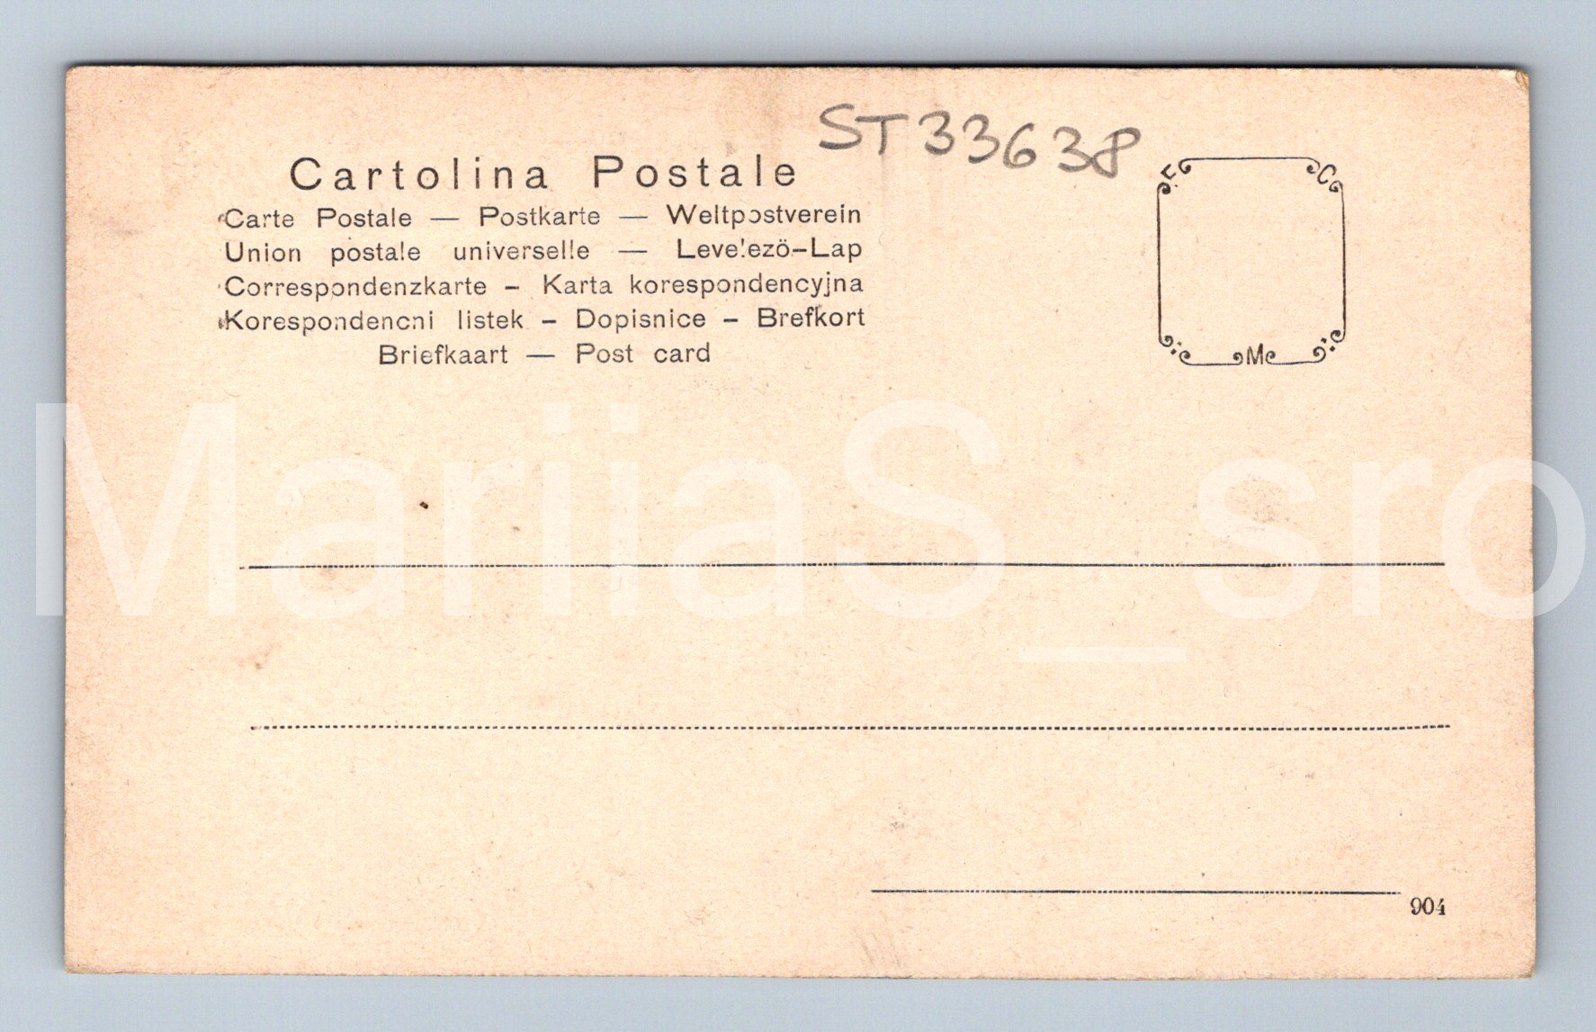 ST33638
Cartolina Postale
Carte Postale — Postkarte — Weltpostverein
Union postale universelle — Levelezö-Lap
Correspondenzkarte - Karta korespondencyjna
Korespondencni listek - Dopisnice - Brefkort
Briefkaart — Post card
F. C.
M
MariiaS_sro
904